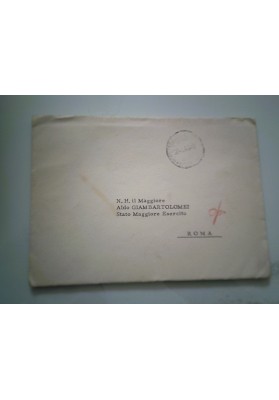 N. H. Il Maggiore
Aldo GIAMBARTOLOMEI
Stato Maggiore Esercito
ROMA